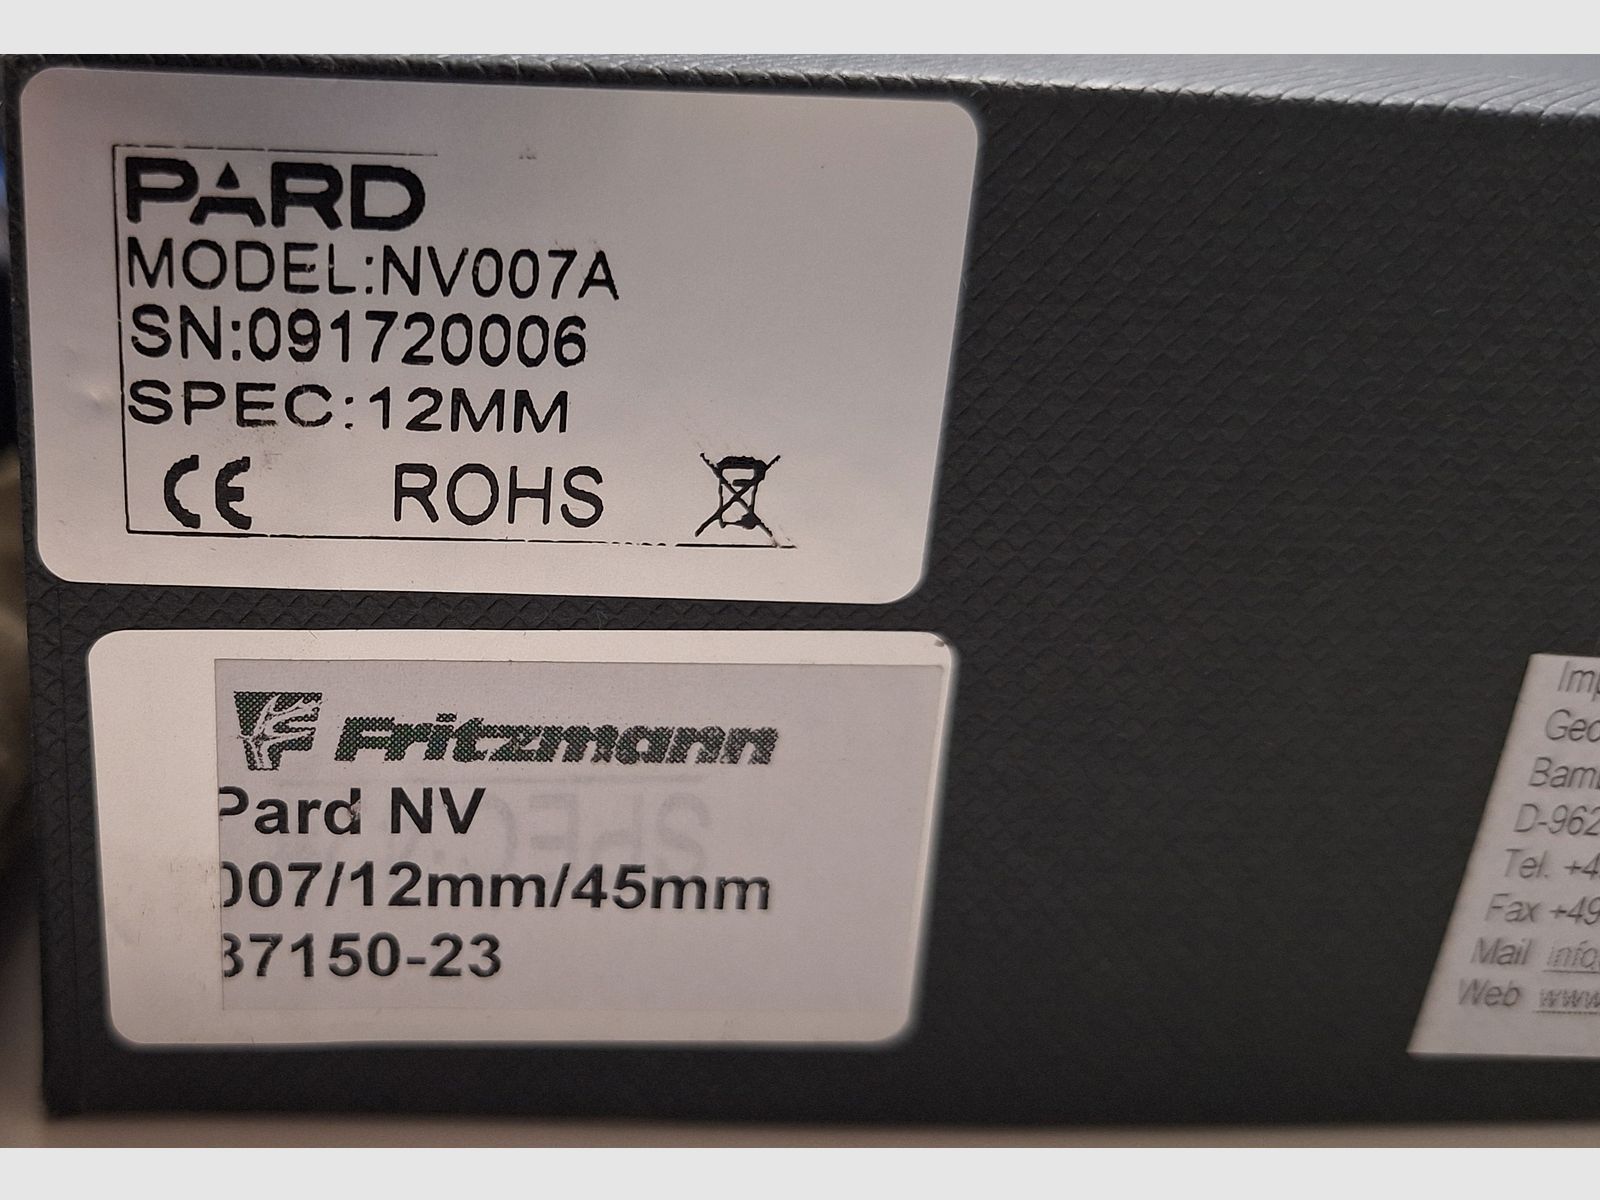 PARD
MODEL:NV007A
SN:091720006
SPEC:12MM
CE ROHS
Fritzmann
Pard NV
007/12mm/45mm
37150-23
Tel. +4
Fax +49
Mail
Web www